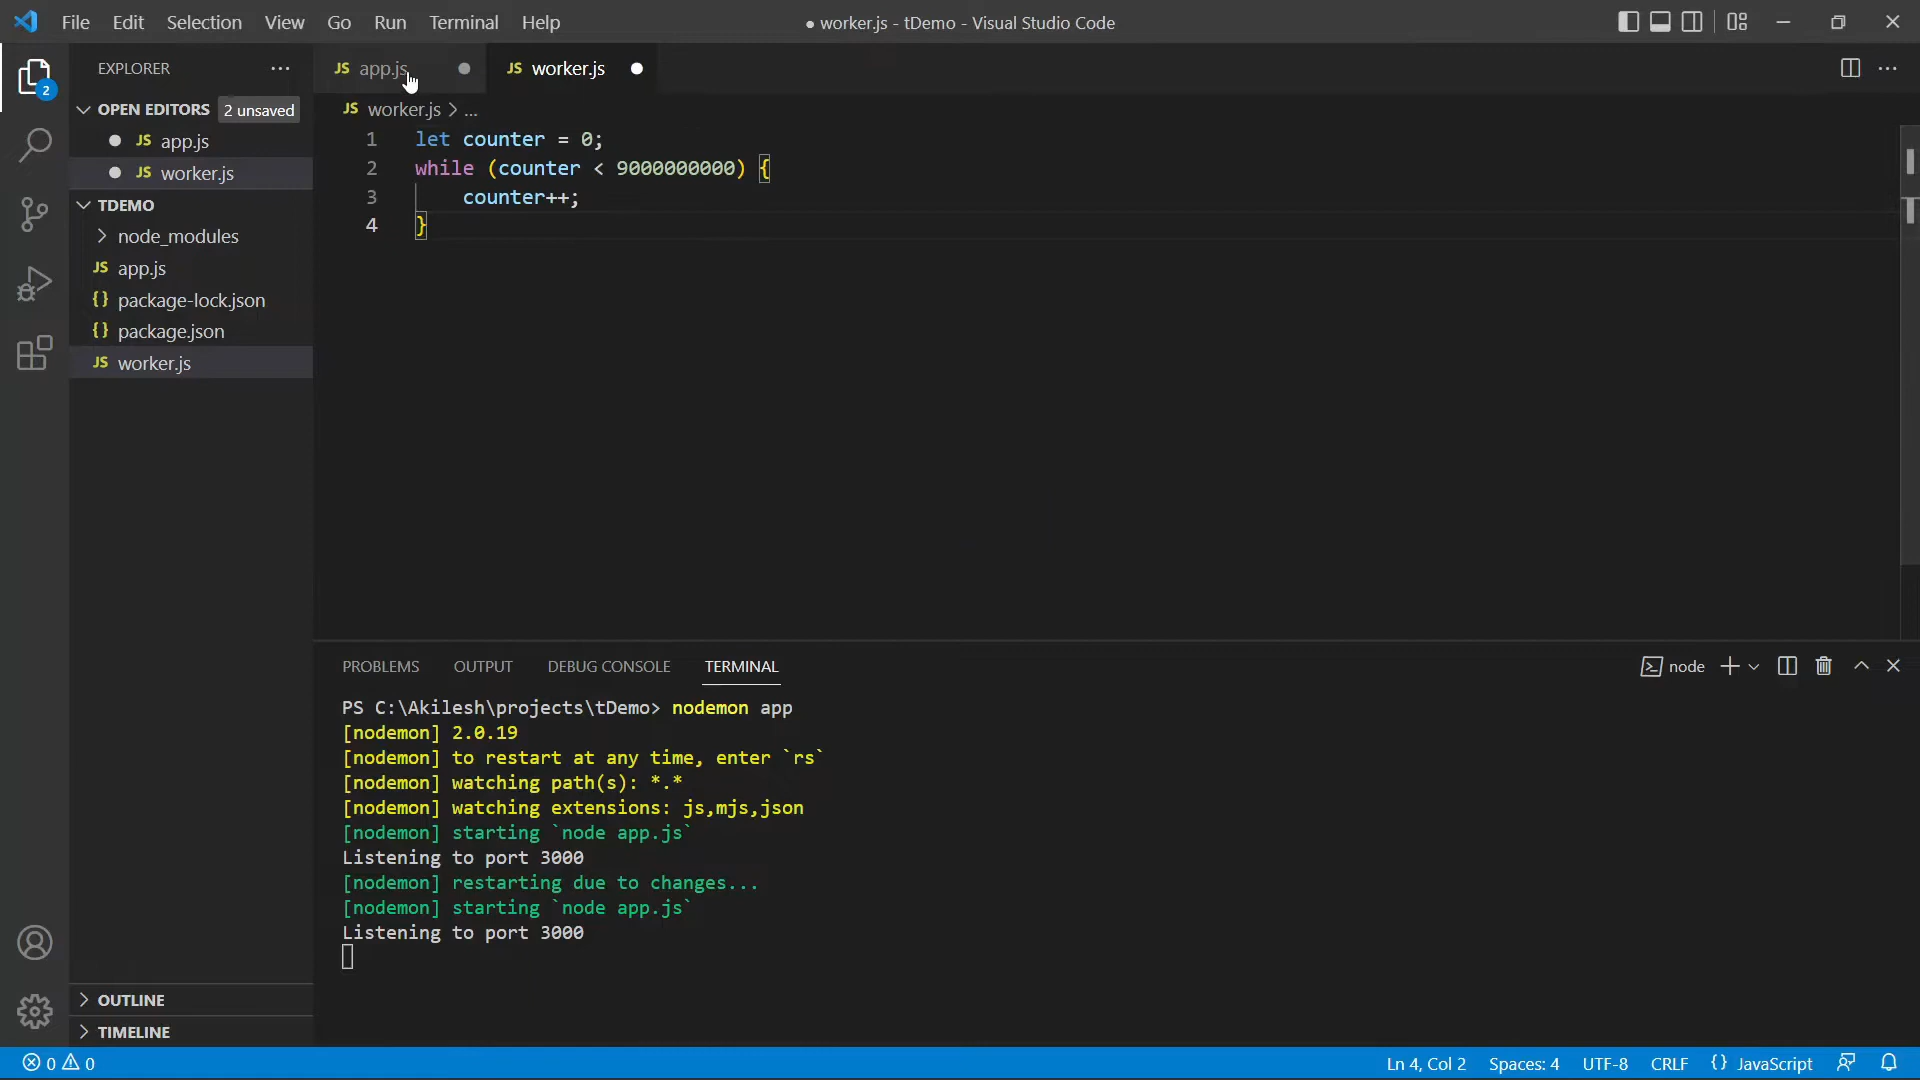 File Edit Selection View Go Run Terminal Help
● worker.js - tDemo - Visual Studio Code
EXPLORER ...
2
OPEN EDITORS 2 unsaved
JS app.js
JS worker.js
TDEMO
node_modules
JS app.js
{} package-lock.json
{} package.json
JS worker.js
OUTLINE
TIMELINE
JS app.js
JS worker.js
JS worker.js > ...
1 let counter = 0;
2 while (counter < 9000000000) {
3 counter++;
4 }
PROBLEMS OUTPUT DEBUG CONSOLE TERMINAL
node
PS C:\Akilesh\projects\tDemo> nodemon app
[nodemon] 2.0.19
[nodemon] to restart at any time, enter `rs`
[nodemon] watching path(s): *.*
[nodemon] watching extensions: js,mjs,json
[nodemon] starting `node app.js`
Listening to port 3000
[nodemon] restarting due to changes...
[nodemon] starting `node app.js`
Listening to port 3000
0 0
Ln 4, Col 2 Spaces: 4 UTF-8 CRLF {} JavaScript